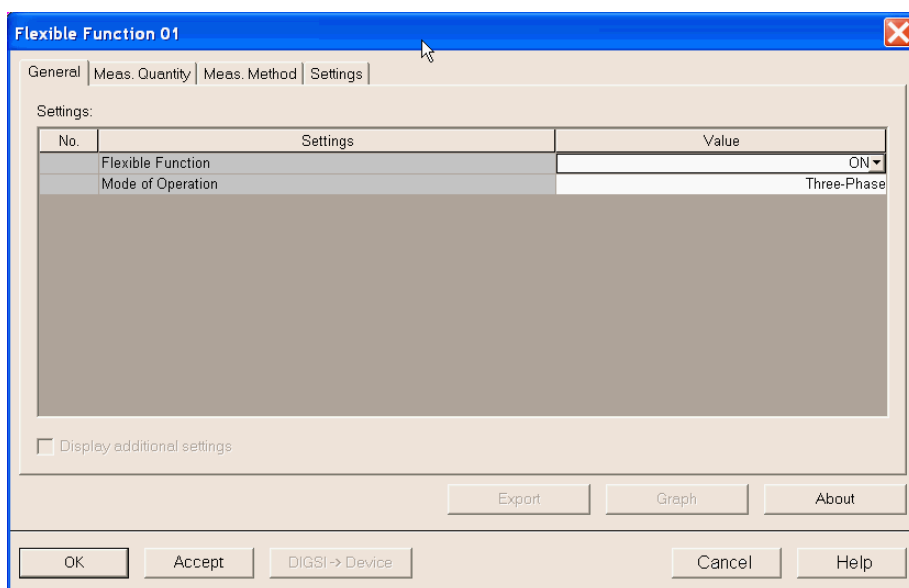 Flexible Function 01
General Meas. Quantity Meas. Method Settings
Settings:
No. Settings Value
Flexible Function ON
Mode of Operation Three-Phase
Display additional settings
Export Graph About
OK Accept DIGSI -> Device Cancel Help